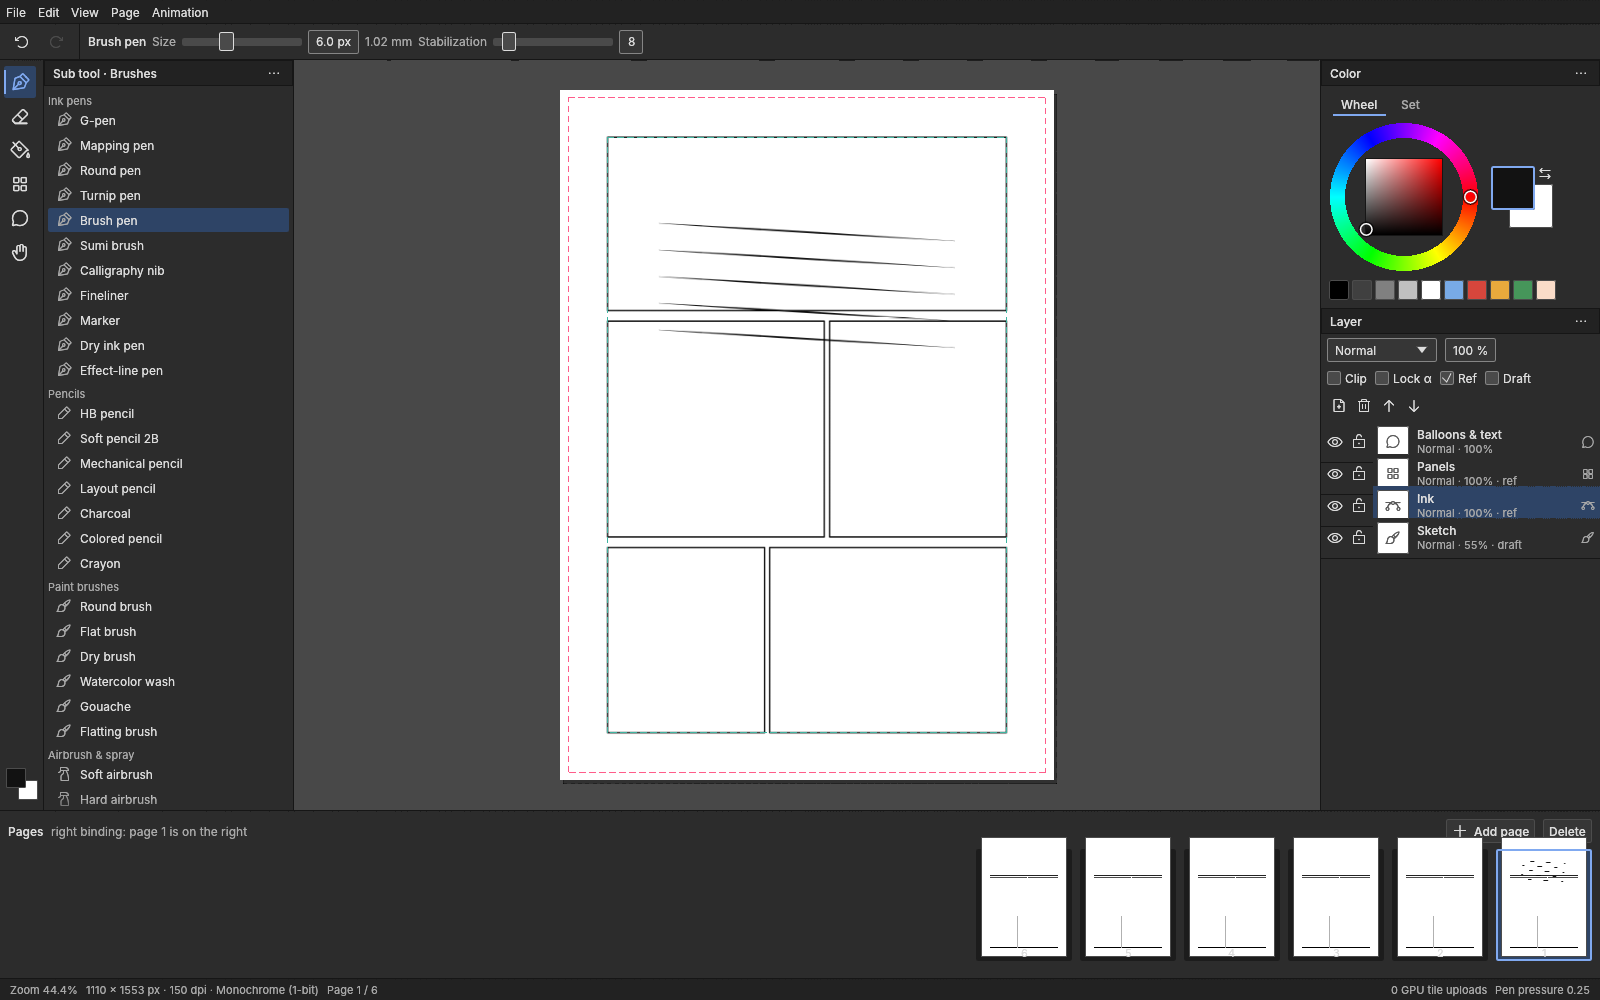 File Edit View Page Animation
Brush pen Size 6.0 px 1.02 mm Stabilization 8
Sub tool · Brushes
Ink pens
G-pen
Mapping pen
Round pen
Turnip pen
Brush pen
Sumi brush
Calligraphy nib
Fineliner
Marker
Dry ink pen
Effect-line pen
Pencils
HB pencil
Soft pencil 2B
Mechanical pencil
Layout pencil
Charcoal
Colored pencil
Crayon
Paint brushes
Round brush
Flat brush
Dry brush
Watercolor wash
Gouache
Flatting brush
Airbrush & spray
Soft airbrush
Hard airbrush
Color
Wheel Set
Layer
Normal 100 %
Clip Lock α Ref Draft
Balloons & text
Normal · 100%
Panels
Normal · 100% · ref
Ink
Normal · 100% · ref
Sketch
Normal · 55% · draft
Pages right binding: page 1 is on the right
Add page Delete
6 5 4 3 2 1
Zoom 44.4% 1110 × 1553 px · 150 dpi · Monochrome (1-bit) Page 1 / 6
0 GPU tile uploads Pen pressure 0.25